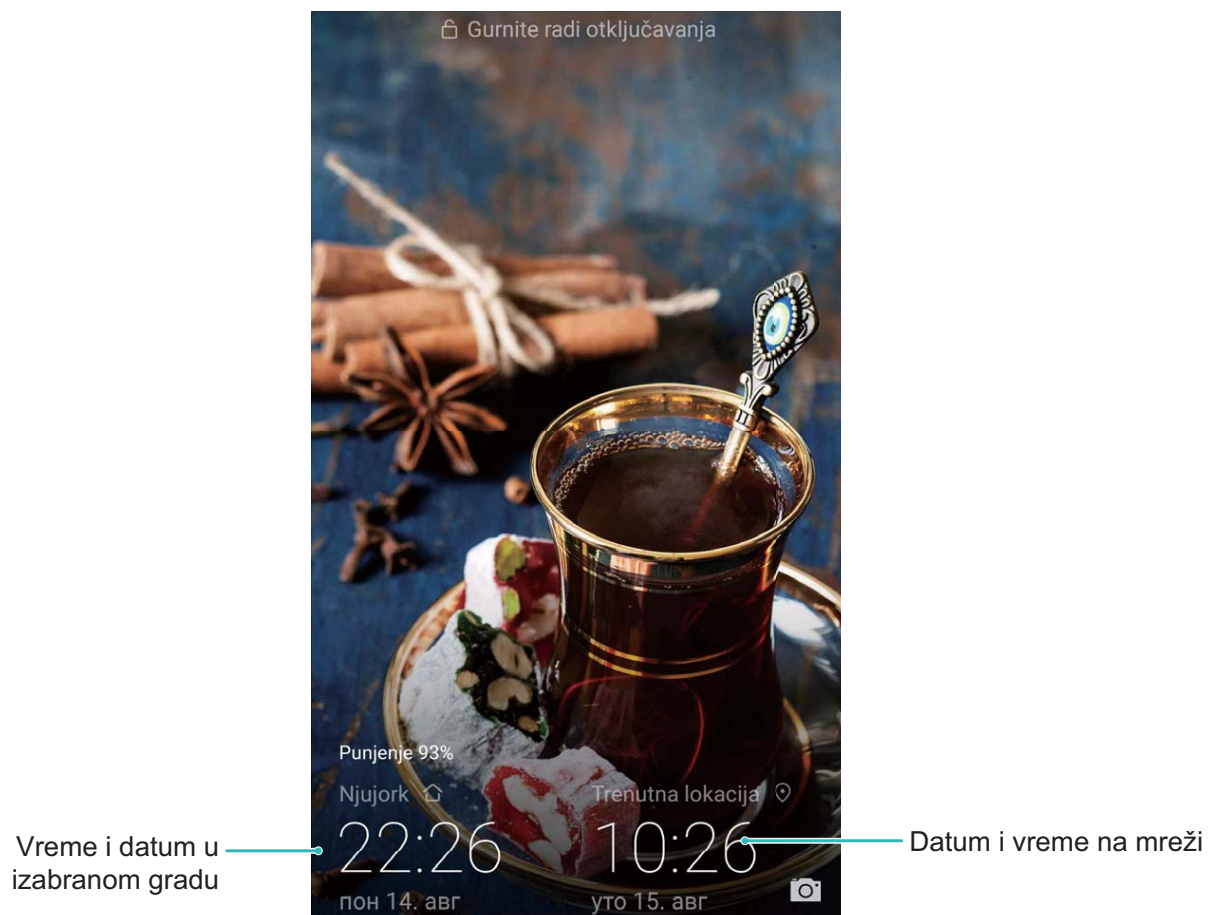 Gurnite radi otključavanja
Punjenje 93%
Njujork
Trenutna lokacija
22:26
10:26
пон 14. авг
уто 15. авг
Vreme i datum u
izabranom gradu
Datum i vreme na mreži